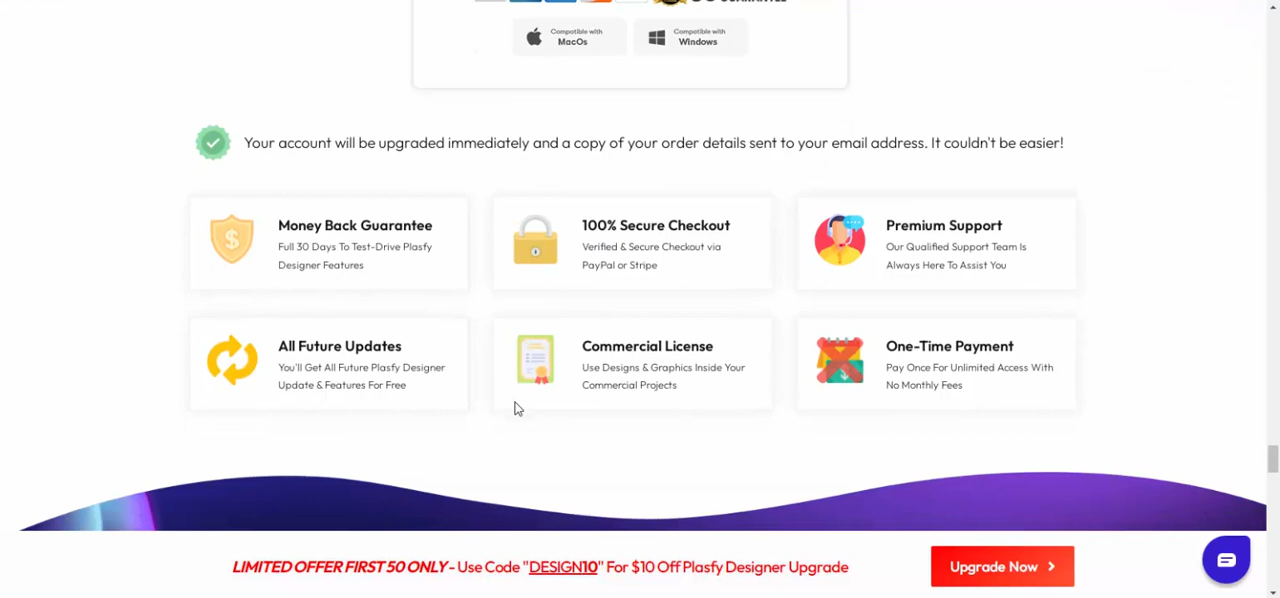 GUARANTEE
Compatible with
MacOs
Compatible with
Windows
Your account will be upgraded immediately and a copy of your order details sent to your email address. It couldn't be easier!
Money Back Guarantee
Full 30 Days To Test-Drive Plasfy
Designer Features
100% Secure Checkout
Verified & Secure Checkout via
PayPal or Stripe
Premium Support
Our Qualified Support Team Is
Always Here To Assist You
All Future Updates
You'll Get All Future Plasfy Designer
Update & Features For Free
Commercial License
Use Designs & Graphics Inside Your
Commercial Projects
One-Time Payment
Pay Once For Unlimited Access With
No Monthly Fees
LIMITED OFFER FIRST 50 ONLY - Use Code "DESIGN10" For $10 Off Plasfy Designer Upgrade
Upgrade Now